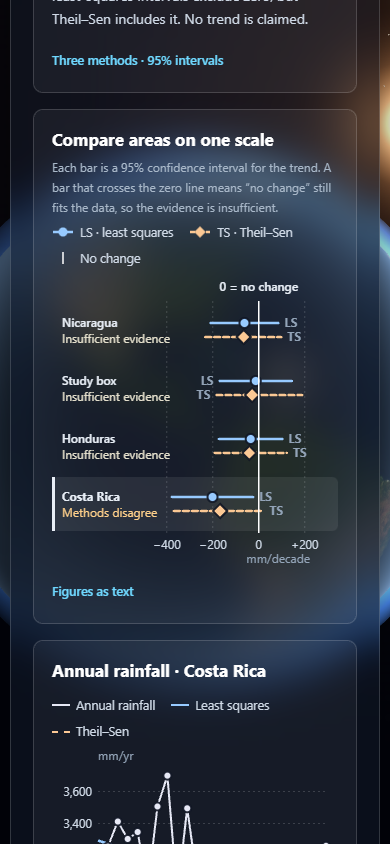 Theil–Sen includes it. No trend is claimed.
Three methods · 95% intervals
Compare areas on one scale
Each bar is a 95% confidence interval for the trend. A
bar that crosses the zero line means “no change” still
fits the data, so the evidence is insufficient.
LS · least squares TS · Theil–Sen
No change
0 = no change
Nicaragua LS
Insufficient evidence TS
Study box LS
Insufficient evidence TS
Honduras LS
Insufficient evidence TS
Costa Rica LS
Methods disagree TS
−400 −200 0 +200
mm/decade
Figures as text
Annual rainfall · Costa Rica
Annual rainfall Least squares
Theil–Sen
mm/yr
3,600
3,400